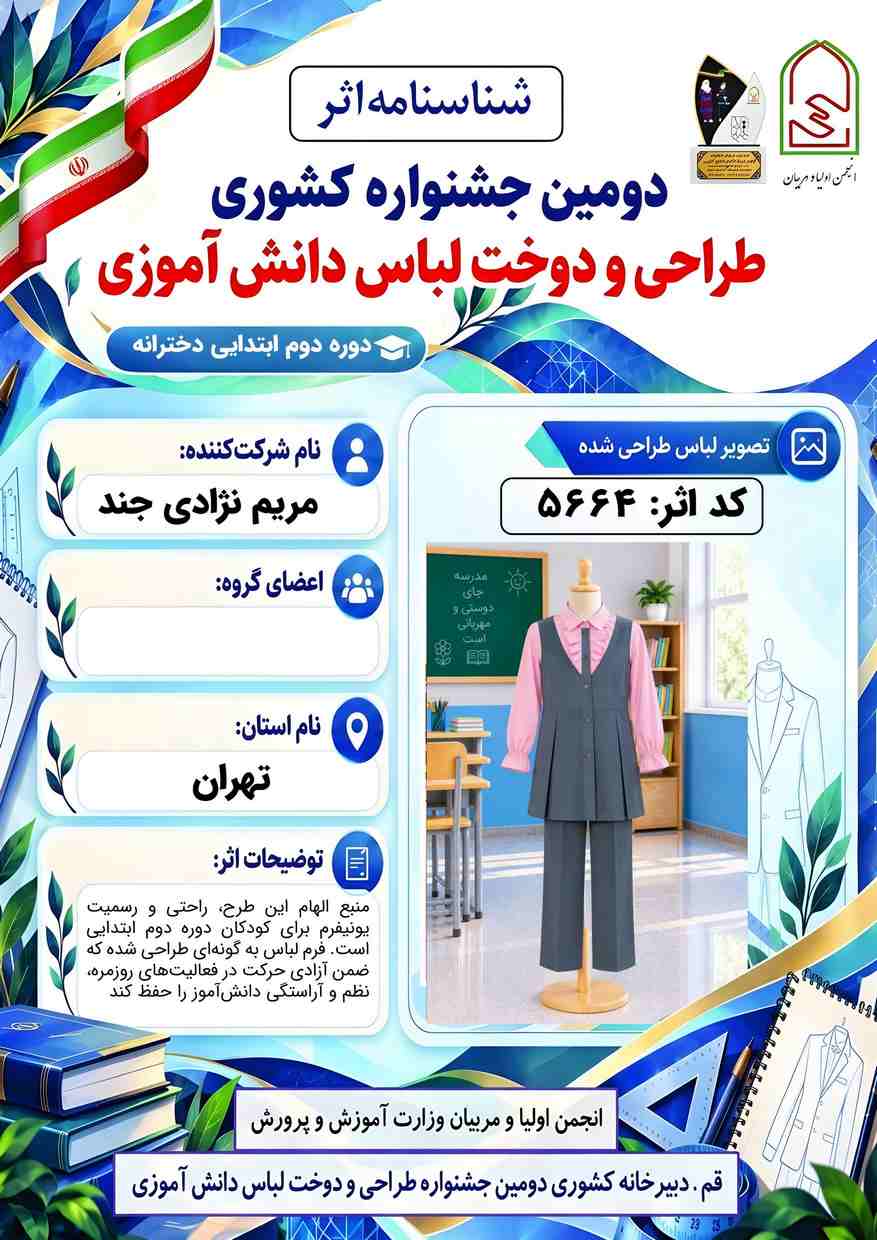 شناسنامه اثر
انجمن اولیا و مربیان
دومین جشنواره کشوری
طراحی و دوخت لباس دانش آموزی
دوره دوم ابتدایی دخترانه
تصویر لباس طراحی شده
کد اثر: ۵۶۶۴
مدرسه
جای
دوستی و
مهربانی
است
نام شرکت‌کننده:
مریم نژادی جند
اعضای گروه:
نام استان:
تهران
توضیحات اثر:
منبع الهام این طرح، راحتی و رسمیت
یونیفرم برای کودکان دوره دوم ابتدایی
است. فرم لباس به گونه‌ای طراحی شده که
ضمن آزادی حرکت در فعالیت‌های روزمره،
نظم و آراستگی دانش‌آموز را حفظ کند
انجمن اولیا و مربیان وزارت آموزش و پرورش
قم . دبیرخانه کشوری دومین جشنواره طراحی و دوخت لباس دانش آموزی